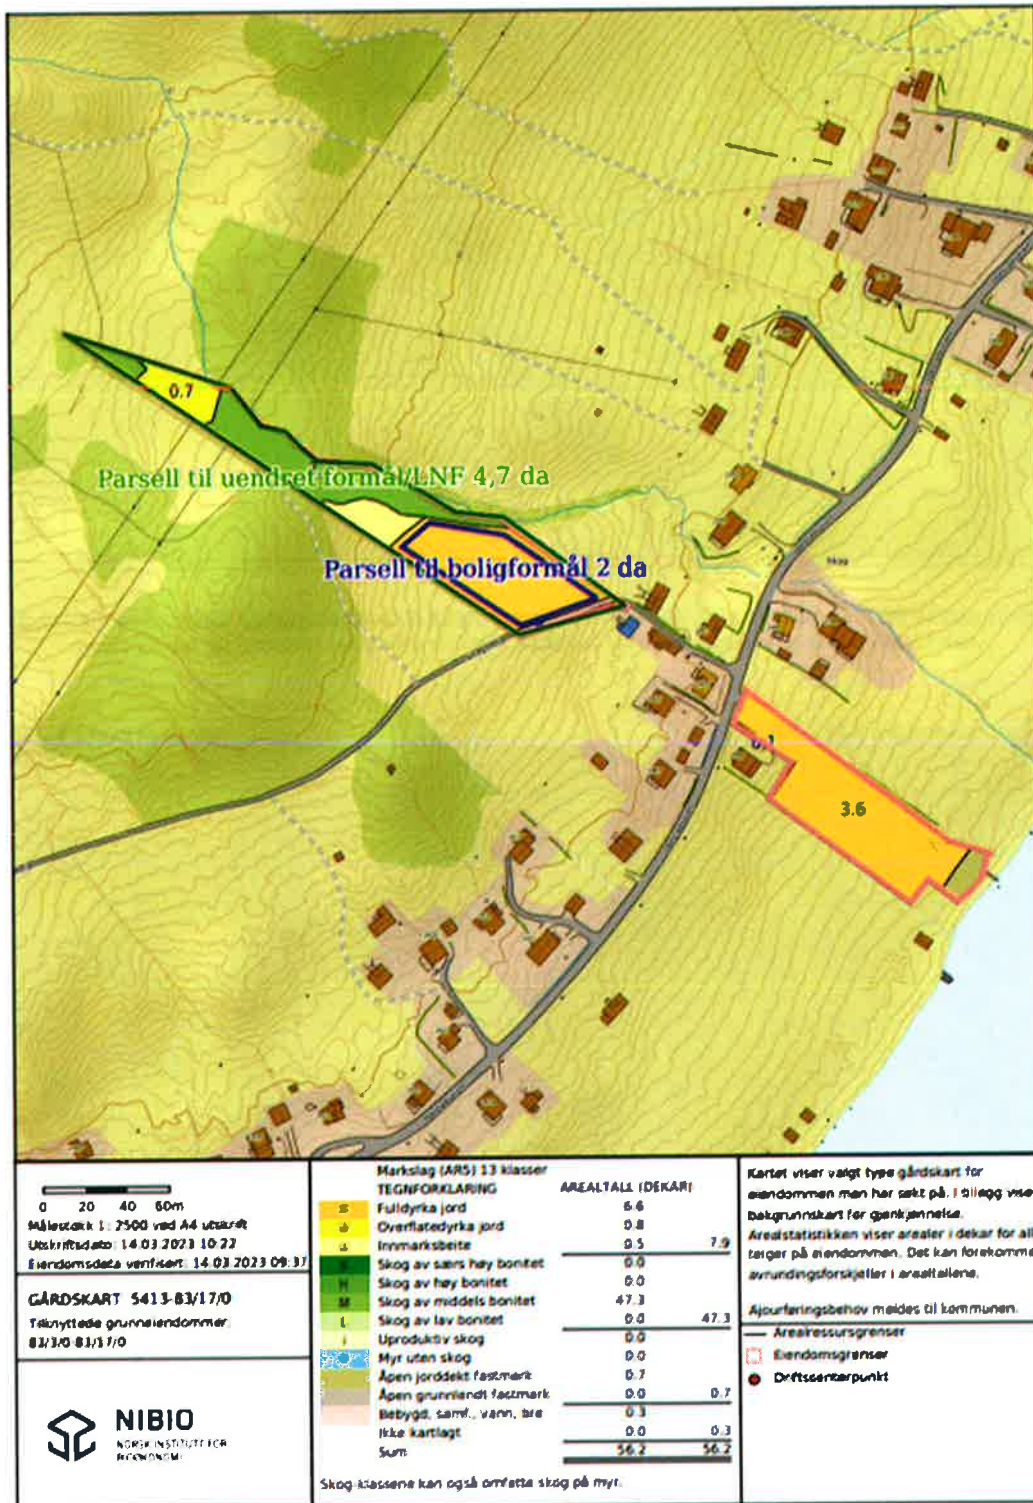 0.7
Parsell til uendret formål/LNF 4,7 da
Parsell til boligformål 2 da
3.6
0 20 40 60m
Målestokk 1: 2500 ved A4 utskrift
Utskriftsdato: 14.03.2023 10:22
Eiendomsdata verifisert: 14.03.2023 09:37
GÅRDSKART 5413-83/17/0
Tilknyttede grunneiendommer:
83/3/0-83/17/0
NIBIO
NORSK INSTITUTT FOR
BIOØKONOMI
Markslag (AR5) 13 klasser
TEGNFORKLARING AREALTALL (DEKAR)
Fulldyrka jord 6.6
Overflatedyrka jord 0.8
Innmarksbeite 0.5 7.9
S Skog av særs høy bonitet 0.0
H Skog av høy bonitet 0.0
M Skog av middels bonitet 47.3
L Skog av lav bonitet 0.0 47.3
i Uproduktiv skog 0.0
Myr uten skog 0.0
Åpen jorddekt fastmark 0.7
Åpen grunnlendt fastmark 0.0 0.7
Bebygd, samf., vann, bre 0.3
Ikke kartlagt 0.0 0.3
Sum 56.2 56.2
Skog-klassene kan også omfatte skog på myr.
Kartet viser valgt type gårdskart for
eiendommen man har søkt på. I tillegg vise
bakgrunnskart for gjenkjennelse.
Arealstatistikken viser arealer i dekar for all
teiger på eiendommen. Det kan forekomme
avrundingsforskjeller i arealtallene.
Ajourføringsbehov meldes til kommunen.
Arealressursgrenser
Eiendomsgrenser
Driftssenterpunkt